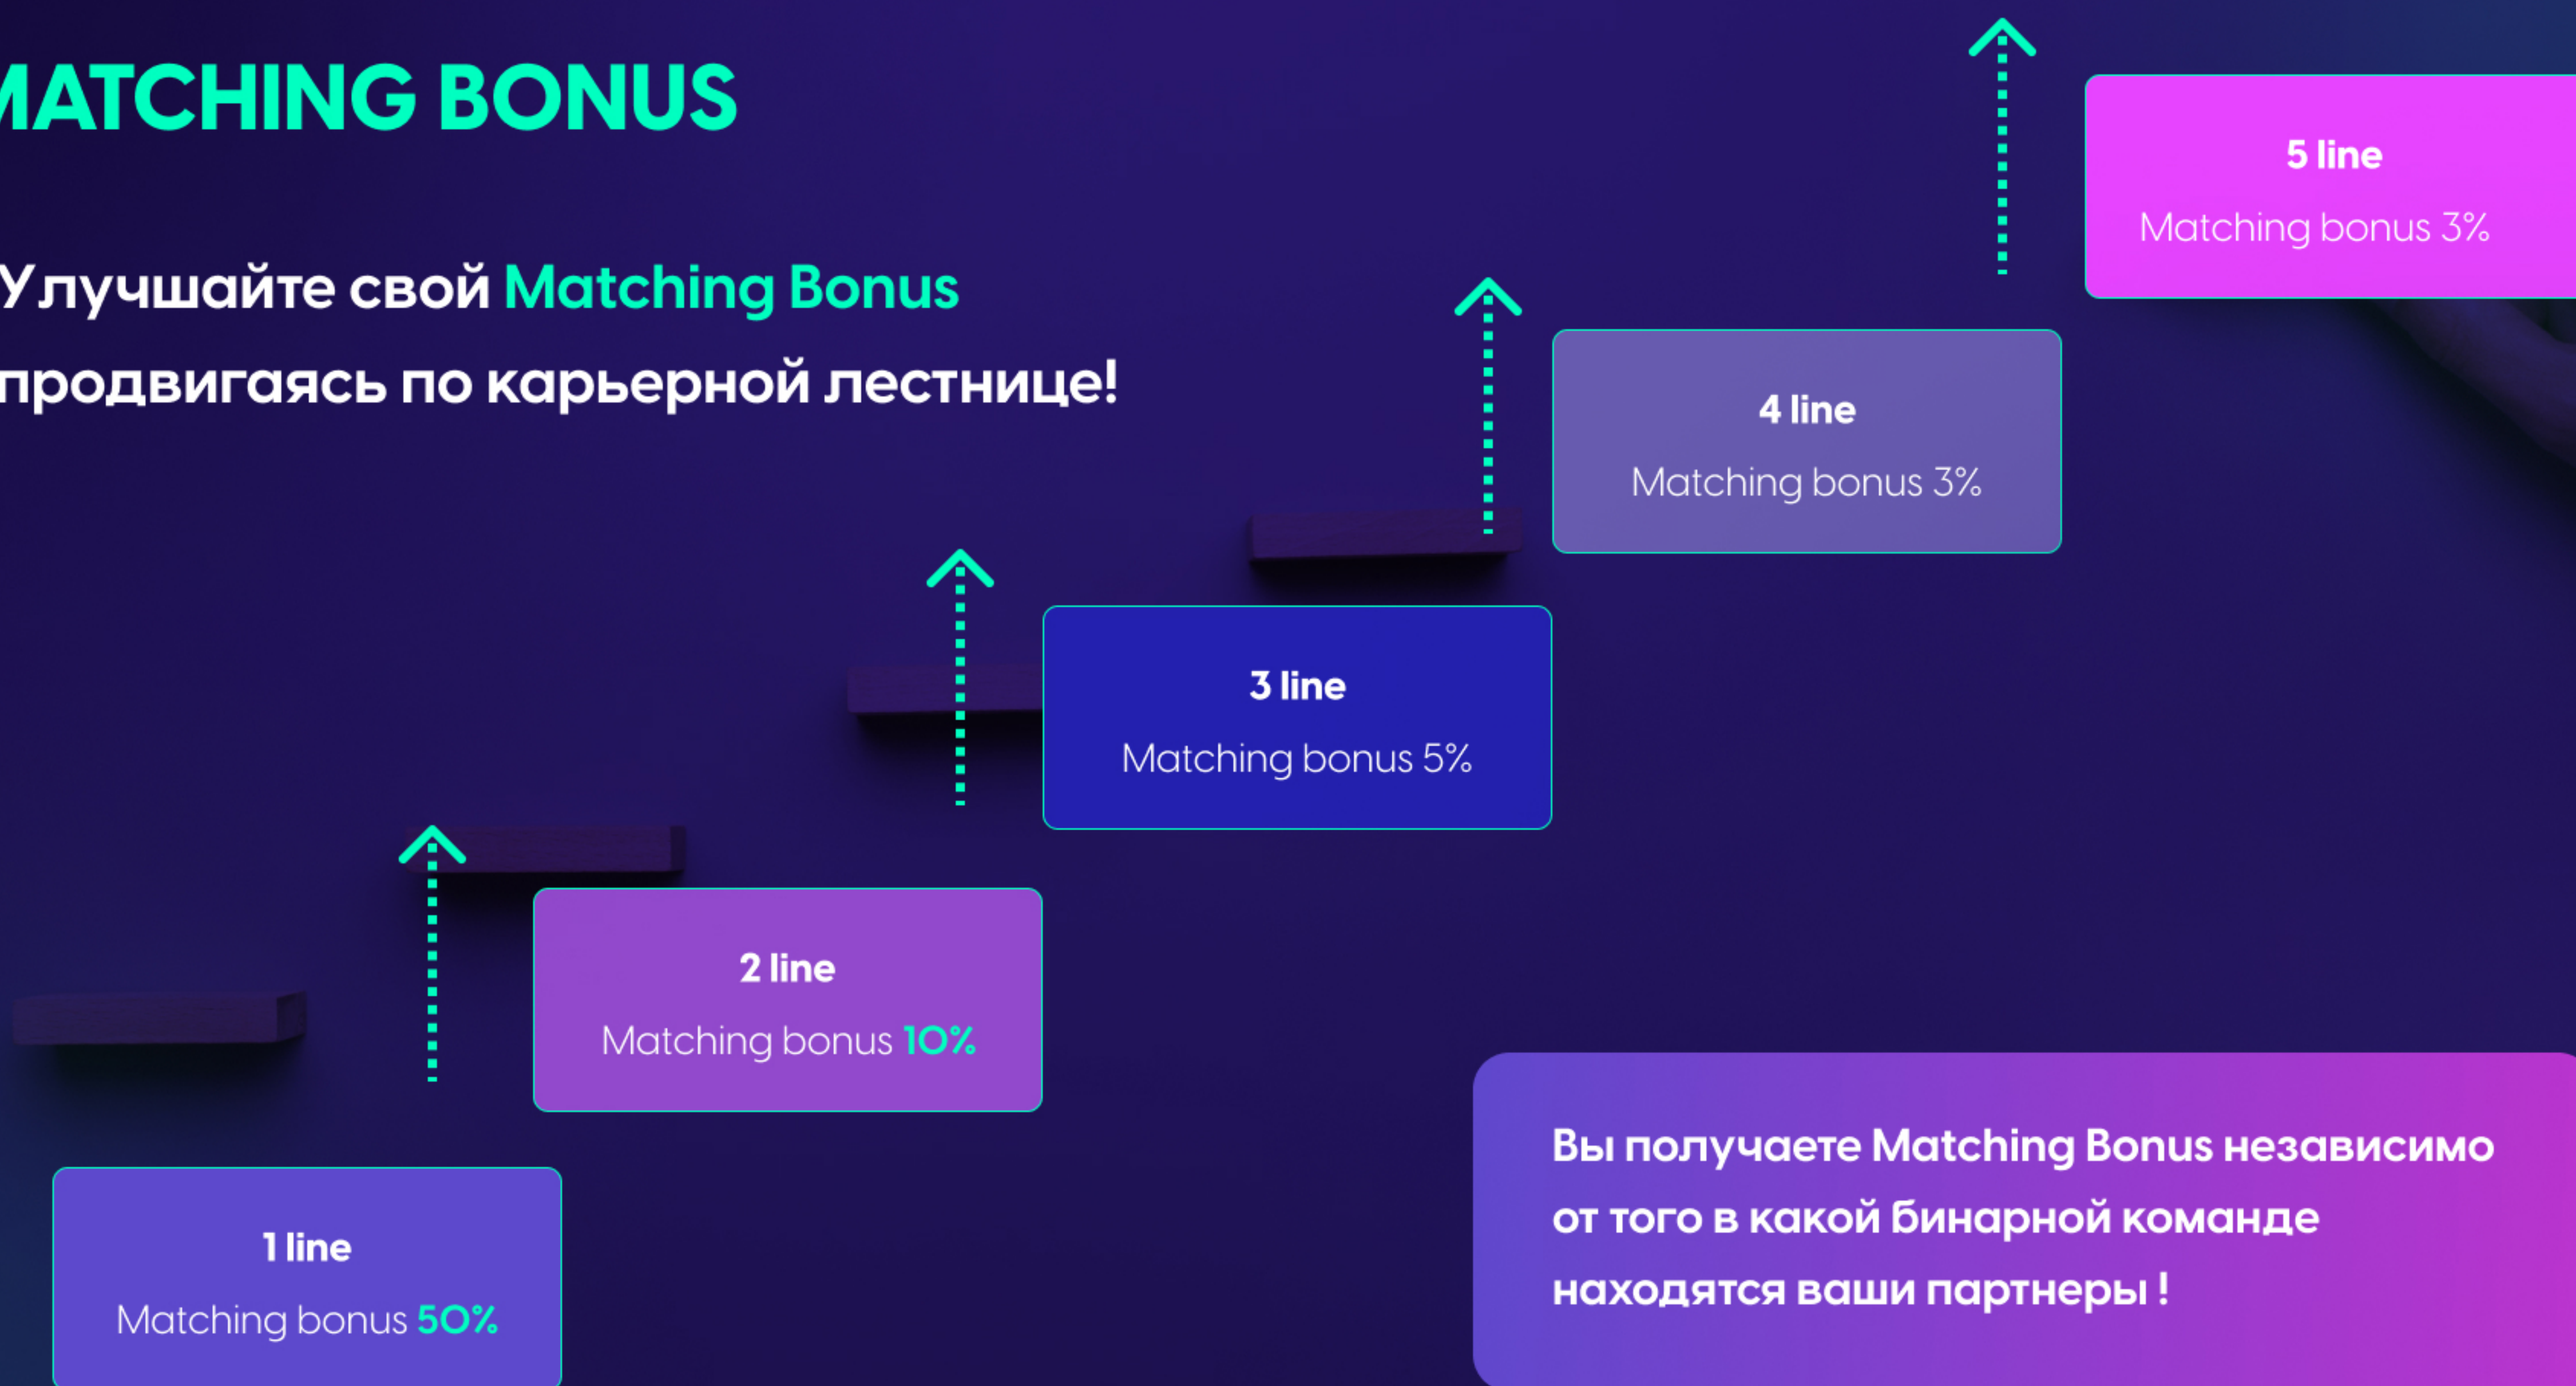 MATCHING BONUS
Улучшайте свой Matching Bonus
продвигаясь по карьерной лестнице!
5 line
Matching bonus 3%
4 line
Matching bonus 3%
3 line
Matching bonus 5%
2 line
Matching bonus 10%
1 line
Matching bonus 50%
Вы получаете Matching Bonus независимо
от того в какой бинарной команде
находятся ваши партнеры !